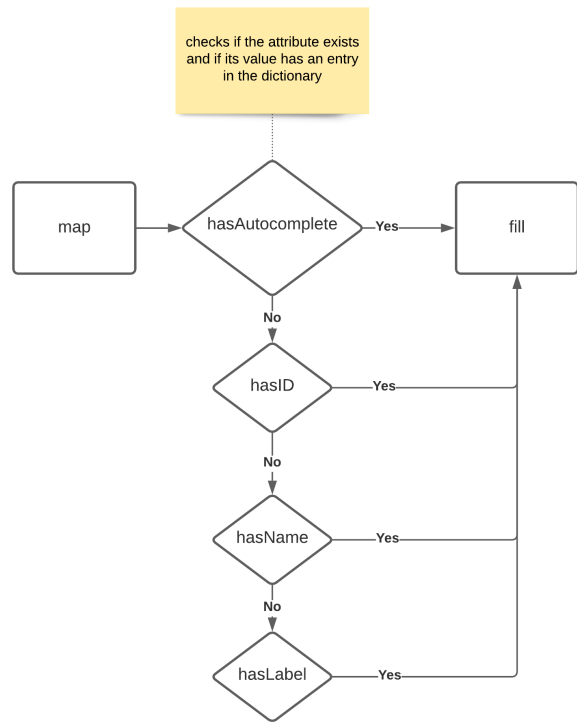 checks if the attribute exists
and if its value has an entry
in the dictionary
map
hasAutocomplete
Yes
fill
No
hasID
Yes
No
hasName
Yes
No
hasLabel
Yes